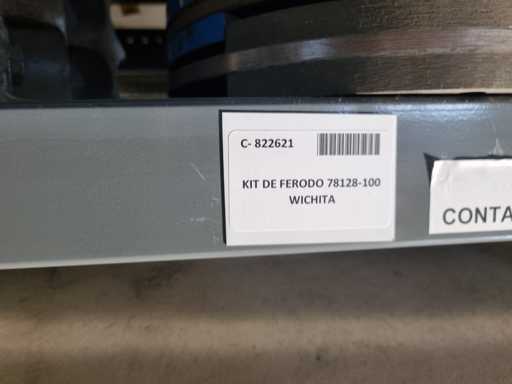 C- 822621
KIT DE FERODO 78128-100
WICHITA
CONTA